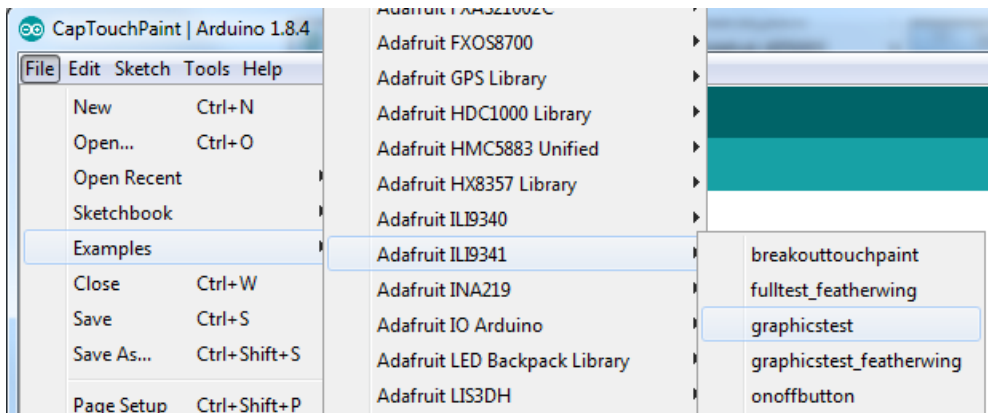 CapTouchPaint | Arduino 1.8.4
File Edit Sketch Tools Help
New Ctrl+N
Open... Ctrl+O
Open Recent
Sketchbook
Examples
Close Ctrl+W
Save Ctrl+S
Save As... Ctrl+Shift+S
Page Setup Ctrl+Shift+P
Adafruit FXAS21002C
Adafruit FXOS8700
Adafruit GPS Library
Adafruit HDC1000 Library
Adafruit HMC5883 Unified
Adafruit HX8357 Library
Adafruit ILI9340
Adafruit ILI9341
Adafruit INA219
Adafruit IO Arduino
Adafruit LED Backpack Library
Adafruit LIS3DH
breakouttouchpaint
fulltest_featherwing
graphicstest
graphicstest_featherwing
onoffbutton